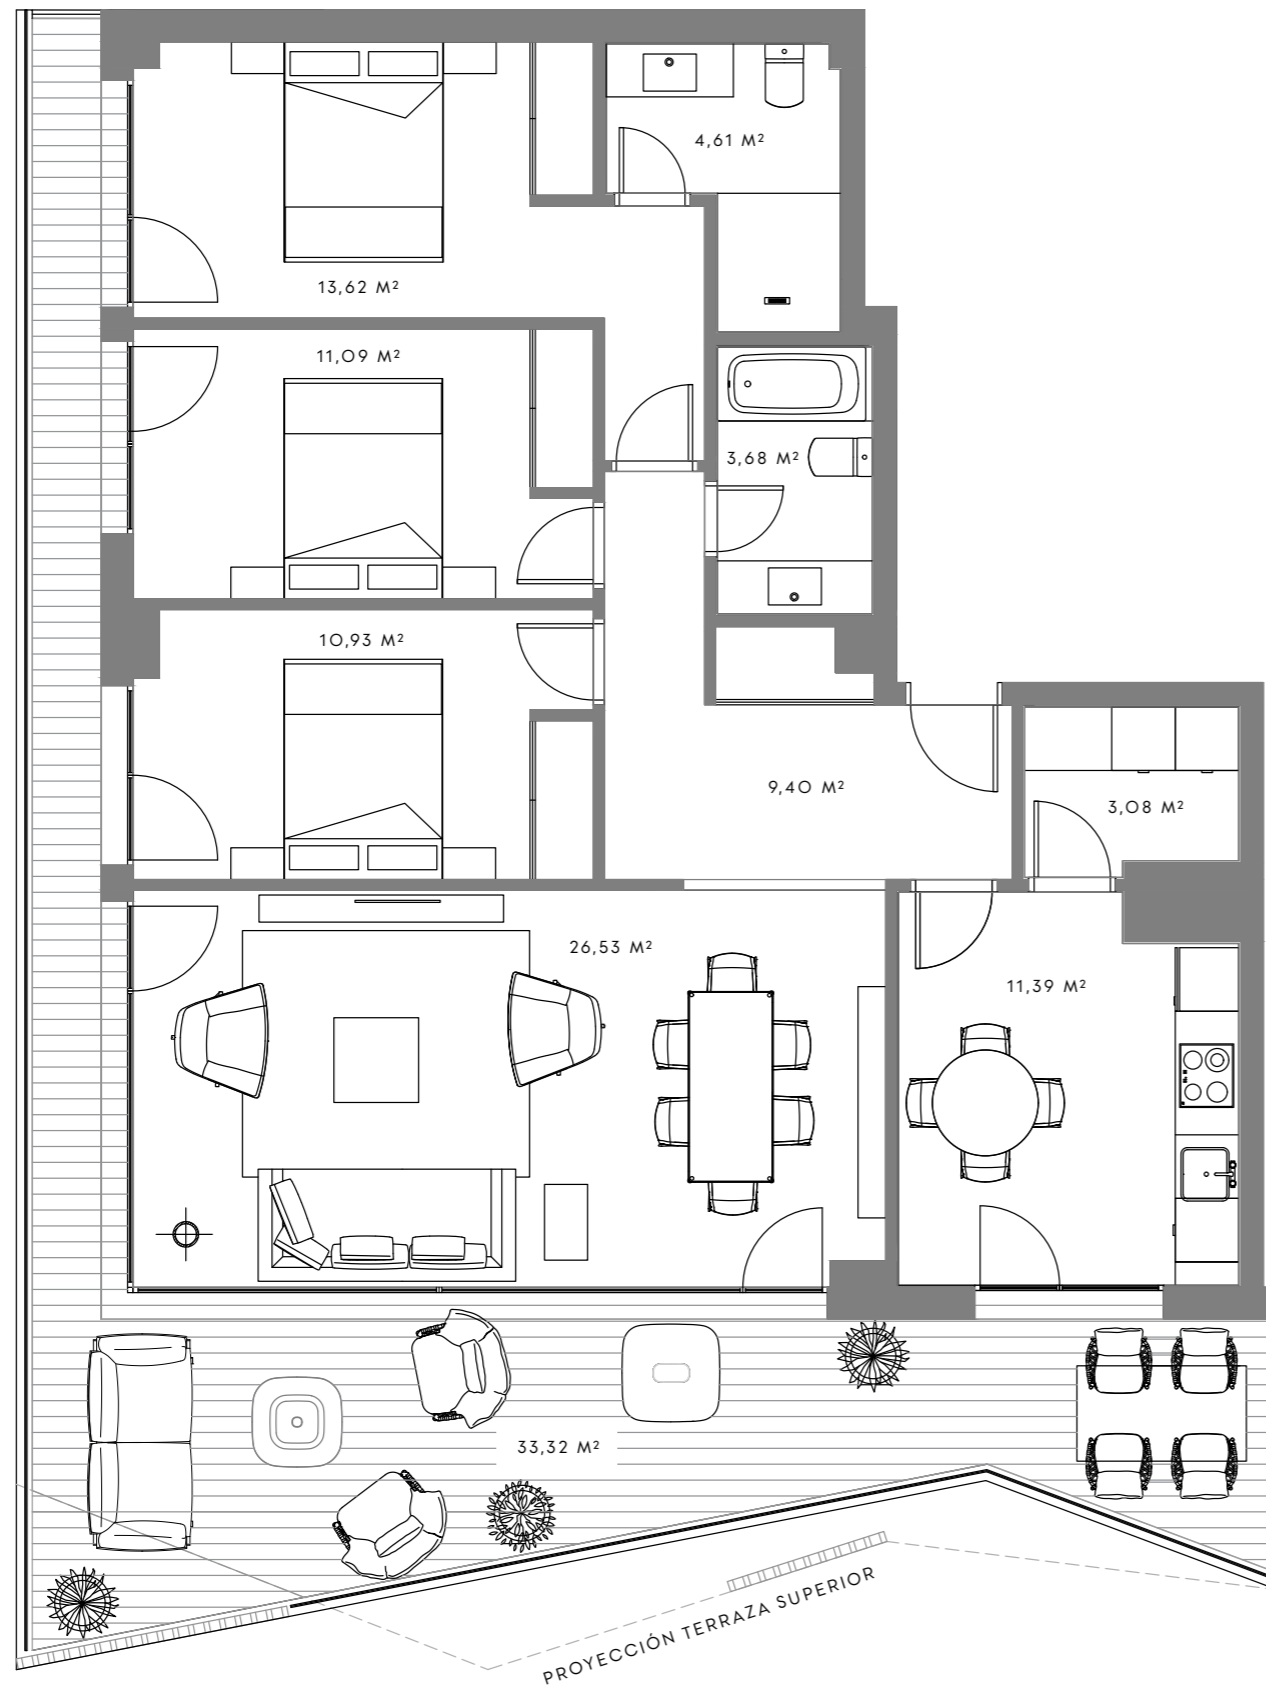 4,61 M²
13,62 M²
11,09 M²
3,68 M²
10,93 M²
9,40 M²
3,08 M²
26,53 M²
11,39 M²
33,32 M²
PROYECCIÓN TERRAZA SUPERIOR